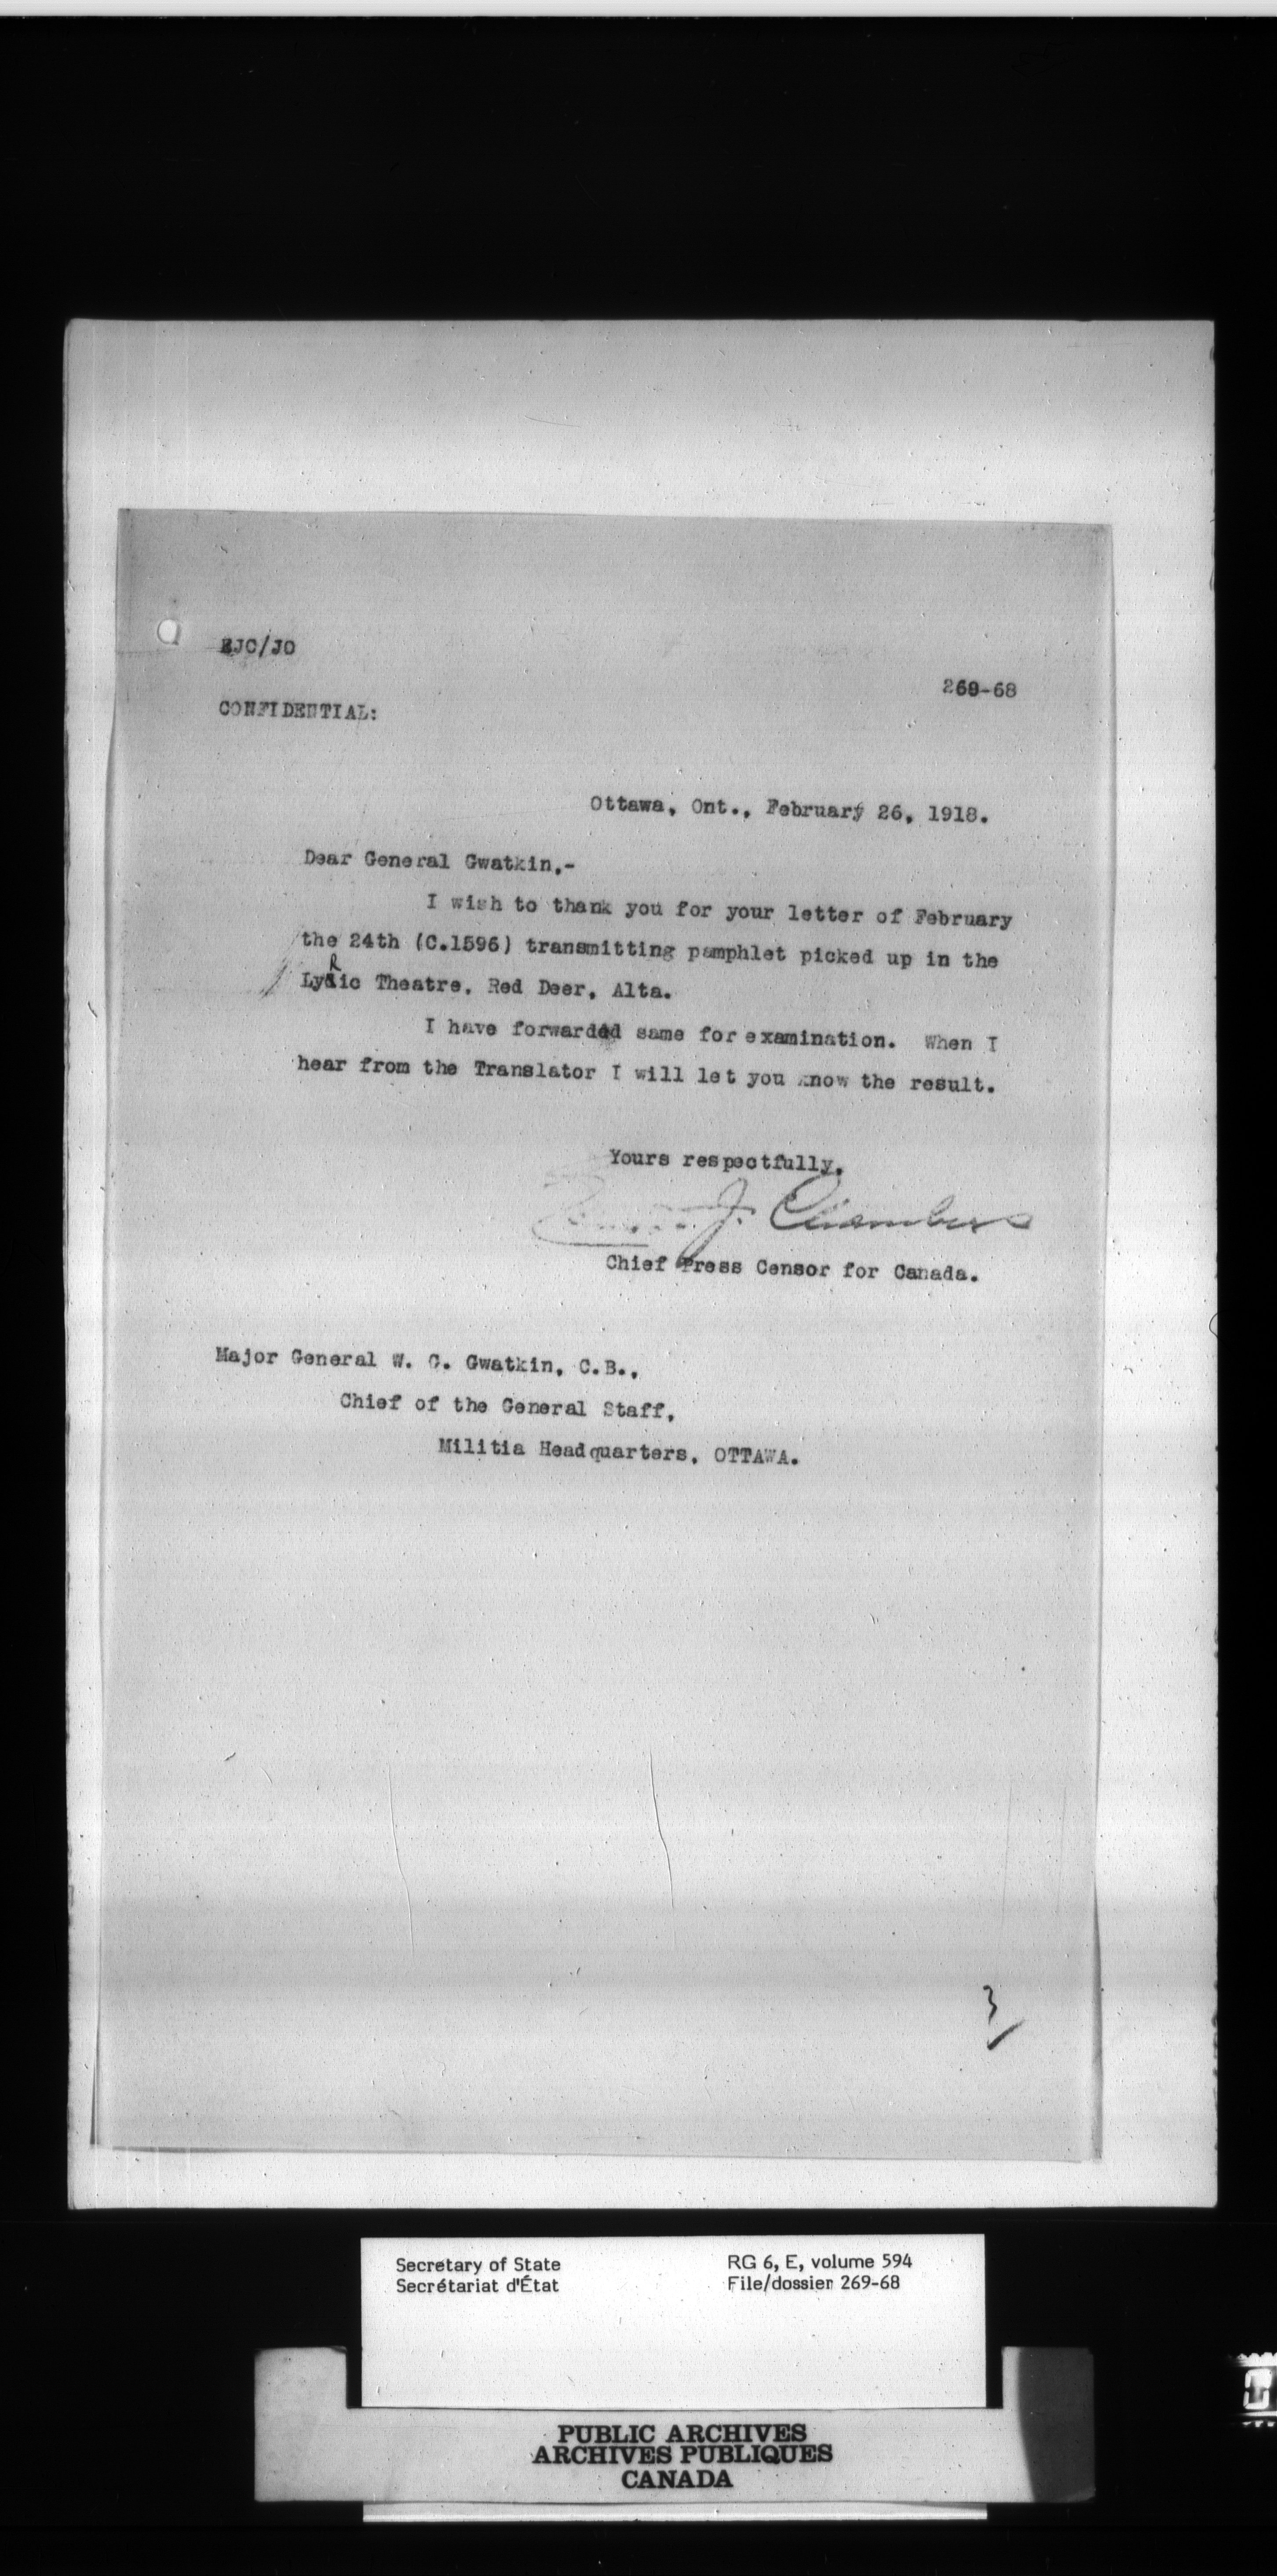 EJC/JO
269-68
CONFIDENTIAL:
Ottawa, Ont., February 26, 1918.
Dear General Gwatkin,-
I wish to thank you for your letter of February
the 24th (C.1596) transmitting pamphlet picked up in the
LyRic Theatre, Red Deer, Alta.
I have forwarded same for examination. When I
hear from the Translator I will let you know the result.
Yours respectfully,
J. Chambers
Chief Press Censor for Canada.
Major General W. G. Gwatkin, C.B.,
Chief of the General Staff,
Militia Headquarters, OTTAWA.
3
Secretary of State
Secrétariat d'État
RG 6, E, volume 594
File/dossier 269-68
PUBLIC ARCHIVES
ARCHIVES PUBLIQUES
CANADA